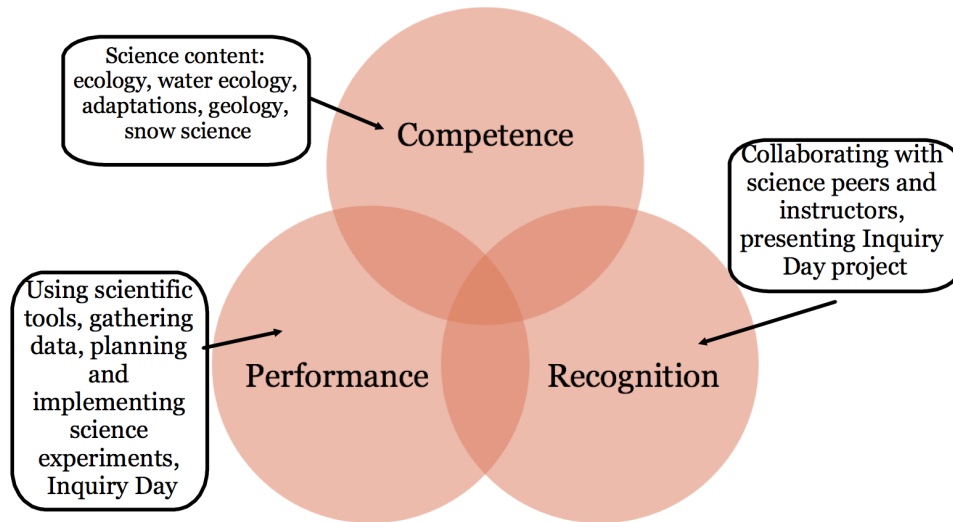 Science content:
ecology, water ecology,
adaptations, geology,
snow science
Competence
Collaborating with
science peers and
instructors,
presenting Inquiry
Day project
Using scientific
tools, gathering
data, planning
and
implementing
science
experiments,
Inquiry Day
Performance
Recognition